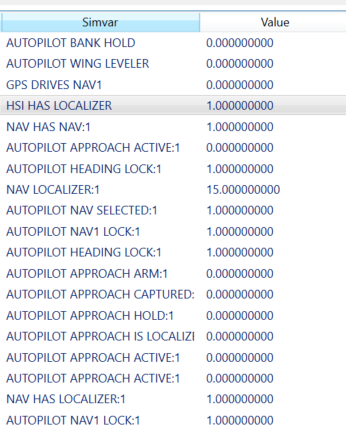 Simvar Value
AUTOPILOT BANK HOLD 0.000000000
AUTOPILOT WING LEVELER 0.000000000
GPS DRIVES NAV1 0.000000000
HSI HAS LOCALIZER 1.000000000
NAV HAS NAV:1 1.000000000
AUTOPILOT APPROACH ACTIVE:1 0.000000000
AUTOPILOT HEADING LOCK:1 1.000000000
NAV LOCALIZER:1 15.000000000
AUTOPILOT NAV SELECTED:1 1.000000000
AUTOPILOT NAV1 LOCK:1 1.000000000
AUTOPILOT HEADING LOCK:1 1.000000000
AUTOPILOT APPROACH ARM:1 0.000000000
AUTOPILOT APPROACH CAPTURED: 0.000000000
AUTOPILOT APPROACH HOLD:1 0.000000000
AUTOPILOT APPROACH IS LOCALIZI 0.000000000
AUTOPILOT APPROACH ACTIVE:1 0.000000000
AUTOPILOT APPROACH ACTIVE:1 0.000000000
NAV HAS LOCALIZER:1 1.000000000
AUTOPILOT NAV1 LOCK:1 1.000000000